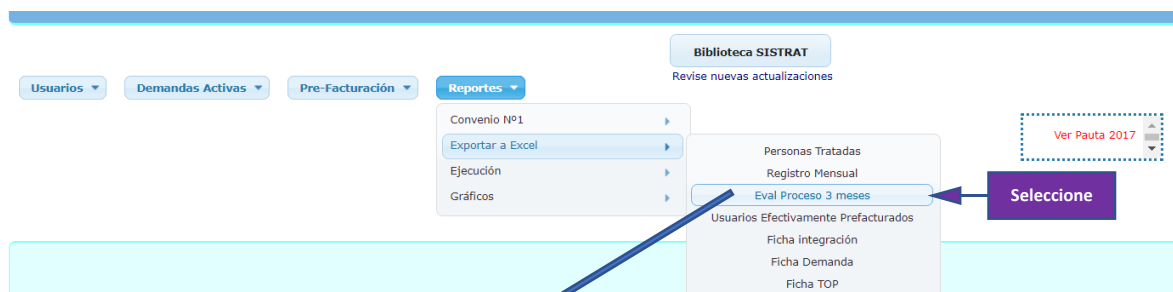 Biblioteca SISTRAT
Revise nuevas actualizaciones
Usuarios
Demandas Activas
Pre-Facturación
Reportes
Convenio Nº1
Exportar a Excel
Ejecución
Gráficos
Personas Tratadas
Registro Mensual
Eval Proceso 3 meses
Usuarios Efectivamente Prefacturados
Ficha integración
Ficha Demanda
Ficha TOP
Ver Pauta 2017
Seleccione